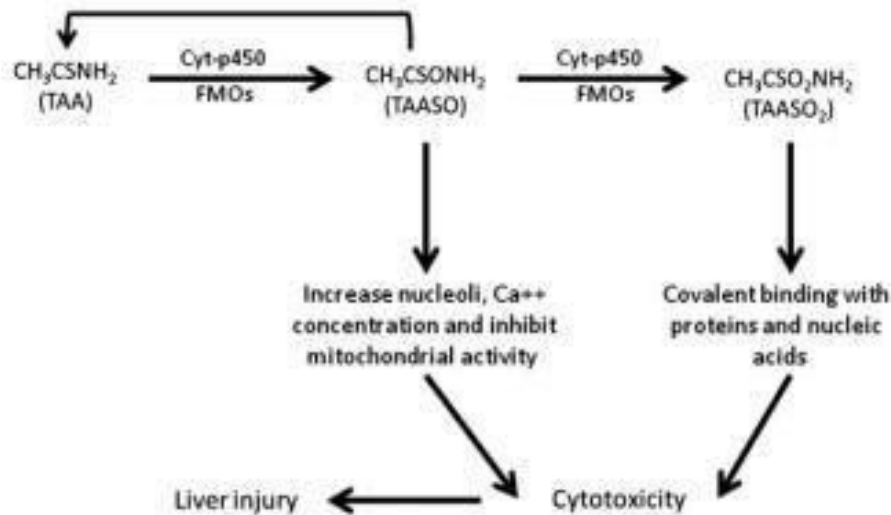 CH₃CSNH₂
(TAA)
Cyt-p450
FMOs
CH₃CSONH₂
(TAASO)
Cyt-p450
FMOs
CH₃CSO₂NH₂
(TAASO₂)
Increase nucleoli, Ca++
concentration and inhibit
mitochondrial activity
Covalent binding with
proteins and nucleic
acids
Liver injury
Cytotoxicity